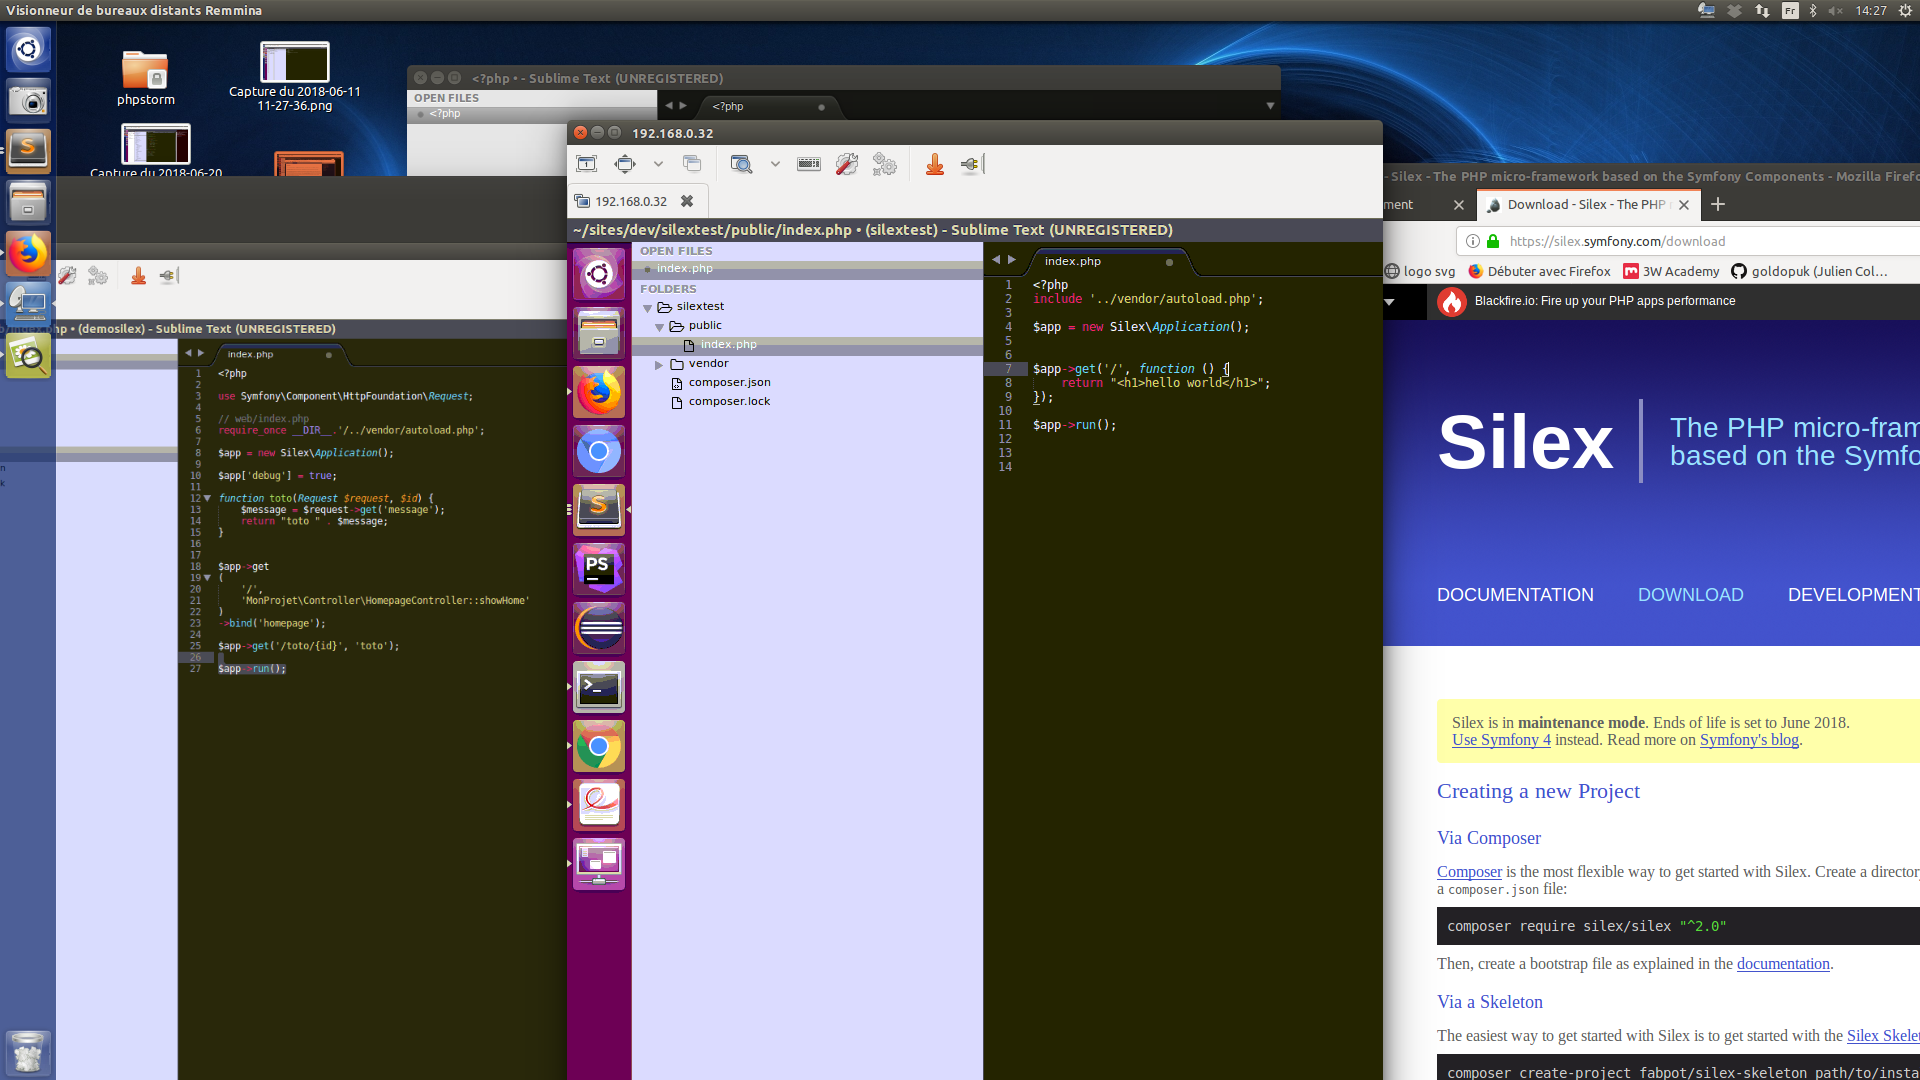 Visionneur de bureaux distants Remmina
Fr
14:27
phpstorm
Capture du 2018-06-11
11-27-36.png
Capture du 2018-06-20
<?php • - Sublime Text (UNREGISTERED)
OPEN FILES
<?php
<?php
192.168.0.32
192.168.0.32
~/sites/dev/silextest/public/index.php • (silextest) - Sublime Text (UNREGISTERED)
OPEN FILES
index.php
FOLDERS
silextest
public
index.php
vendor
composer.json
composer.lock
index.php
1 <?php
2 include '../vendor/autoload.php';
3
4 $app = new Silex\Application();
5
6
7 $app->get('/', function () {
8 return "<h1>hello world</h1>";
9 });
10
11 $app->run();
12
13
14
index.php • (demosilex) - Sublime Text (UNREGISTERED)
index.php
1 <?php
2
3 use Symfony\Component\HttpFoundation\Request;
4
5 // web/index.php
6 require_once __DIR__.'/../vendor/autoload.php';
7
8 $app = new Silex\Application();
9
10 $app['debug'] = true;
11
12 function toto(Request $request, $id) {
13 $message = $request->get('message');
14 return "toto " . $message;
15 }
16
17
18 $app->get
19 (
20 '/',
21 'MonProjet\Controller\HomepageController::showHome'
22 )
23 ->bind('homepage');
24
25 $app->get('/toto/{id}', 'toto');
26
27 $app->run();
- Silex - The PHP micro-framework based on the Symfony Components - Mozilla Firefo
ment
Download - Silex - The PHP
https://silex.symfony.com/download
logo svg
Débuter avec Firefox
3W Academy
goldopuk (Julien Col…
Blackfire.io: Fire up your PHP apps performance
Silex
The PHP micro-fram
based on the Symfo
DOCUMENTATION
DOWNLOAD
DEVELOPMENT
Silex is in maintenance mode. Ends of life is set to June 2018.
Use Symfony 4 instead. Read more on Symfony's blog.
Creating a new Project
Via Composer
Composer is the most flexible way to get started with Silex. Create a director
a composer.json file:
composer require silex/silex "^2.0"
Then, create a bootstrap file as explained in the documentation.
Via a Skeleton
The easiest way to get started with Silex is to get started with the Silex Skelet
composer create-project fabpot/silex-skeleton path/to/insta
PS